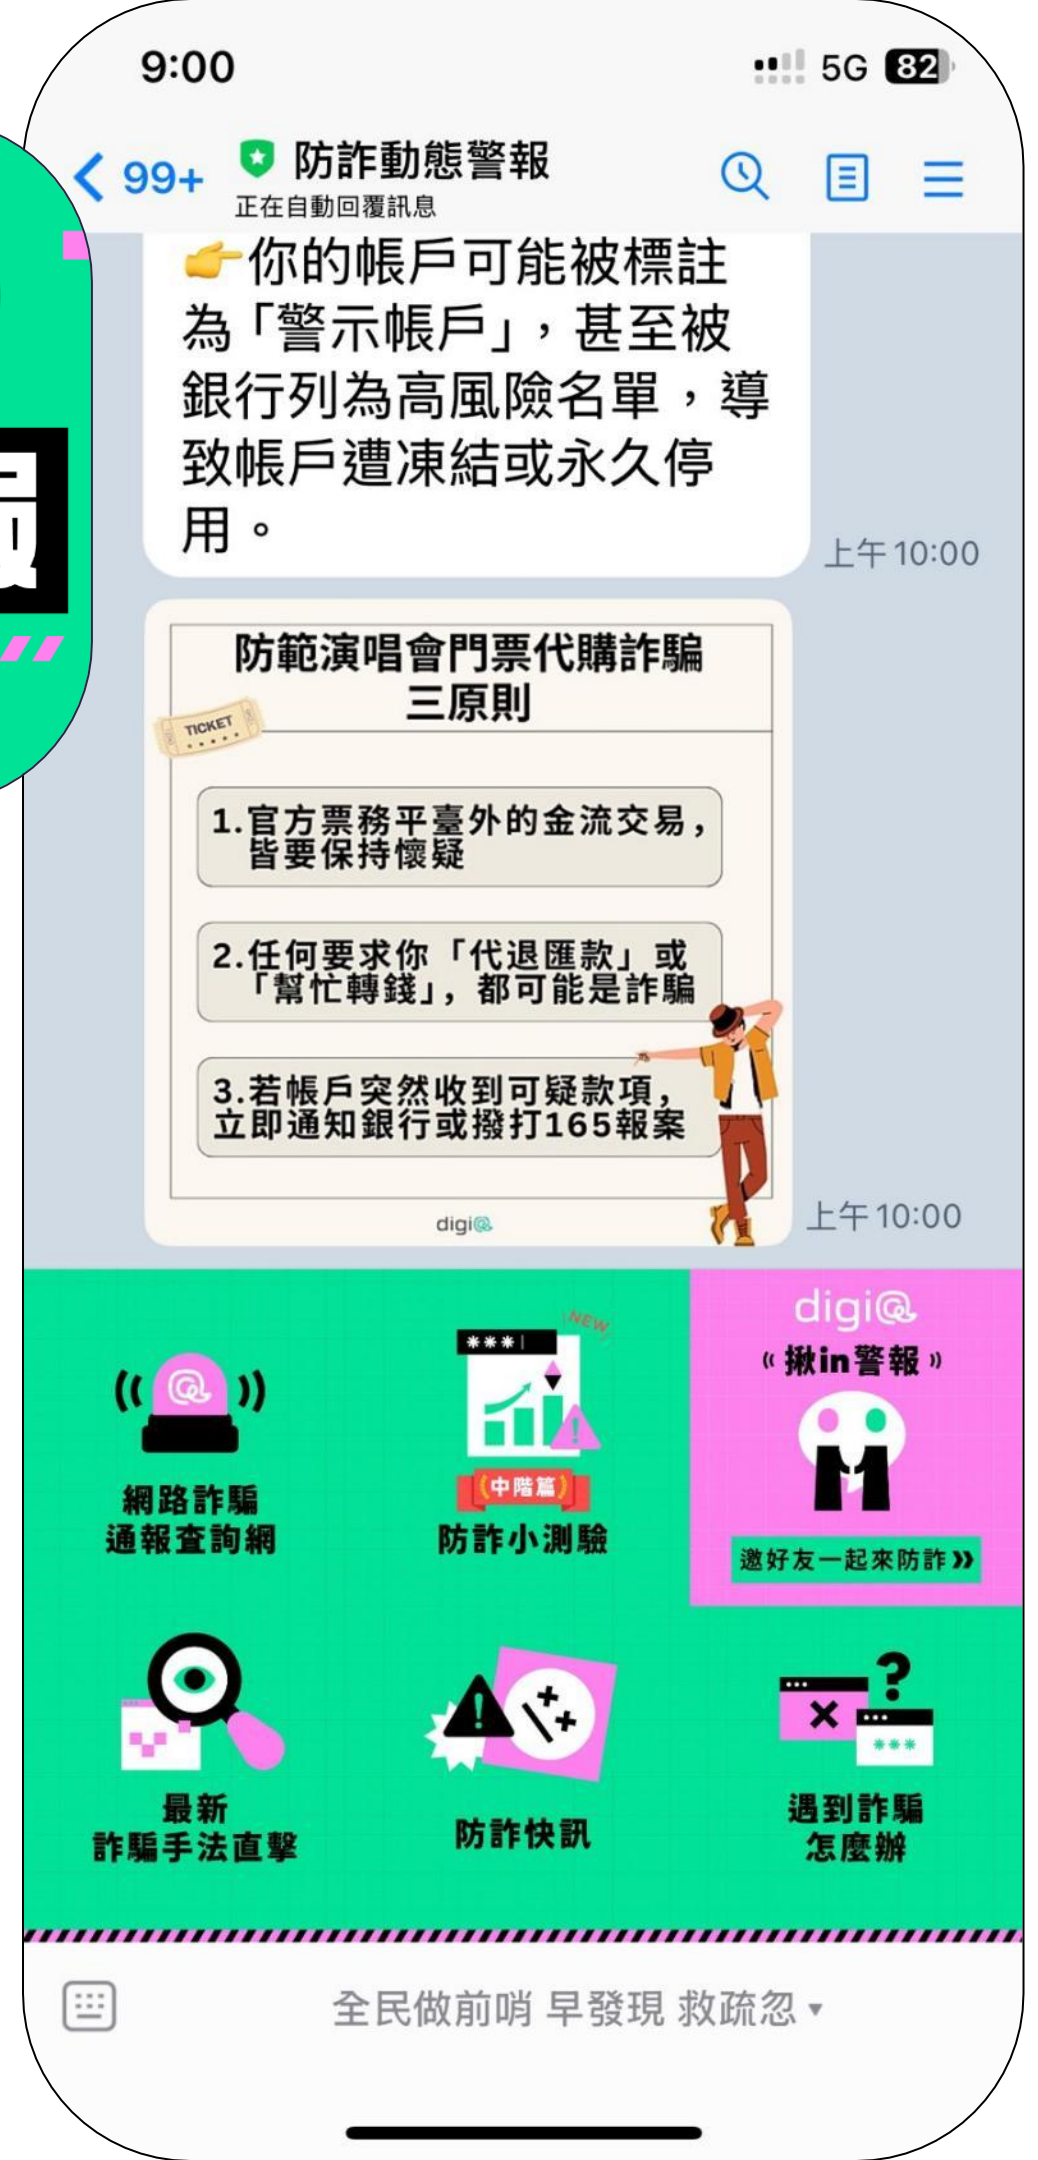 9:00
5G 82
99+
防詐動態警報
正在自動回覆訊息
👉你的帳戶可能被標註
為「警示帳戶」，甚至被
銀行列為高風險名單，導
致帳戶遭凍結或永久停
用。
上午 10:00
防範演唱會門票代購詐騙
三原則
TICKET
1.官方票務平臺外的金流交易，
皆要保持懷疑
2.任何要求你「代退匯款」或
「幫忙轉錢」，都可能是詐騙
3.若帳戶突然收到可疑款項，
立即通知銀行或撥打165報案
digi@
上午 10:00
網路詐騙
通報查詢網
NEW
***|
中階篇
防詐小測驗
digi@
揪in警報
邀好友一起來防詐
最新
詐騙手法直擊
防詐快訊
?
***
遇到詐騙
怎麼辦
全民做前哨 早發現 救疏忽 ▾